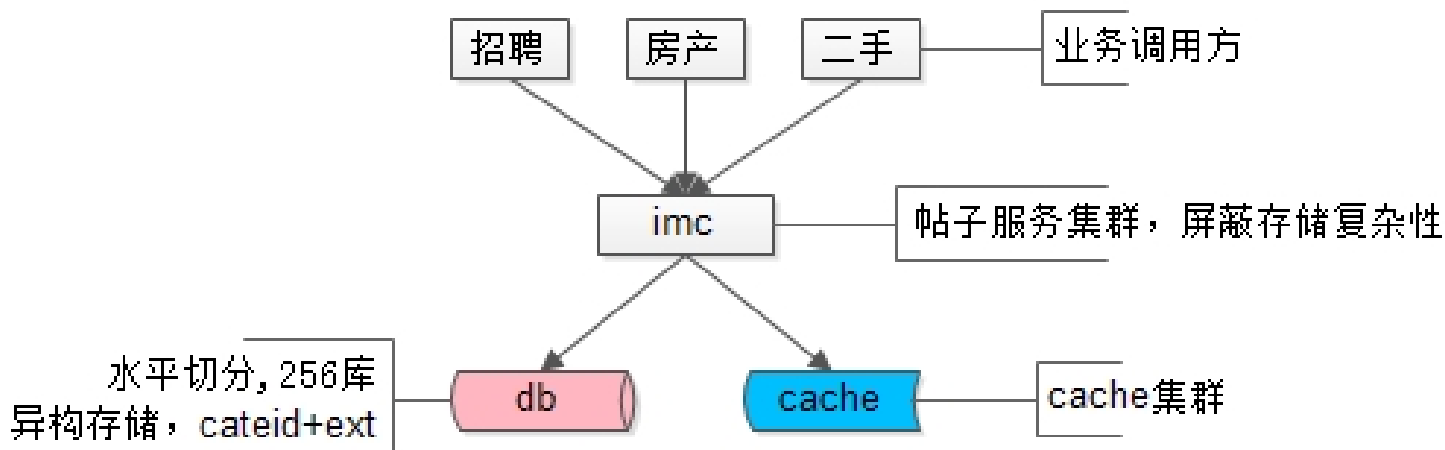 招聘
房产
二手
业务调用方
imc
帖子服务集群，屏蔽存储复杂性
水平切分, 256库
异构存储，cateid+ext
db
cache
cache集群